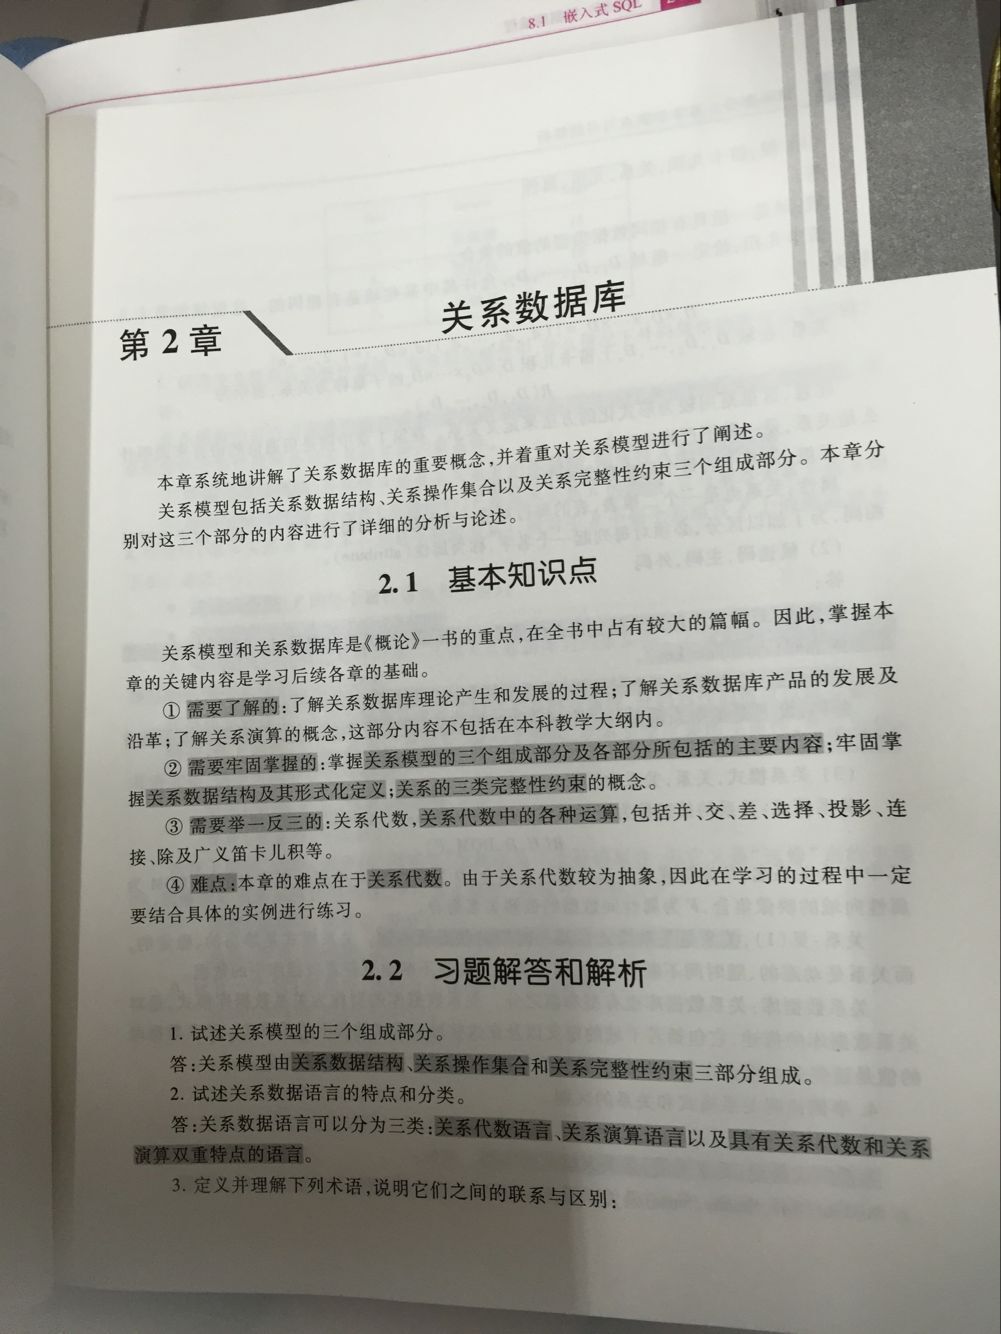 8.1 嵌入式 SQL
第 2 章
关系数据库
本章系统地讲解了关系数据库的重要概念,并着重对关系模型进行了阐述。
关系模型包括关系数据结构、关系操作集合以及关系完整性约束三个组成部分。本章分
别对这三个部分的内容进行了详细的分析与论述。
2.1 基本知识点
关系模型和关系数据库是《概论》一书的重点,在全书中占有较大的篇幅。因此,掌握本
章的关键内容是学习后续各章的基础。
① 需要了解的:了解关系数据库理论产生和发展的过程;了解关系数据库产品的发展及
沿革;了解关系演算的概念,这部分内容不包括在本科教学大纲内。
② 需要牢固掌握的:掌握关系模型的三个组成部分及各部分所包括的主要内容;牢固掌
握关系数据结构及其形式化定义;关系的三类完整性约束的概念。
③ 需要举一反三的:关系代数,关系代数中的各种运算,包括并、交、差、选择、投影、连
接、除及广义笛卡儿积等。
④ 难点:本章的难点在于关系代数。由于关系代数较为抽象,因此在学习的过程中一定
要结合具体的实例进行练习。
2.2 习题解答和解析
1. 试述关系模型的三个组成部分。
答:关系模型由关系数据结构、关系操作集合和关系完整性约束三部分组成。
2. 试述关系数据语言的特点和分类。
答:关系数据语言可以分为三类:关系代数语言、关系演算语言以及具有关系代数和关系
演算双重特点的语言。
3. 定义并理解下列术语,说明它们之间的联系与区别: